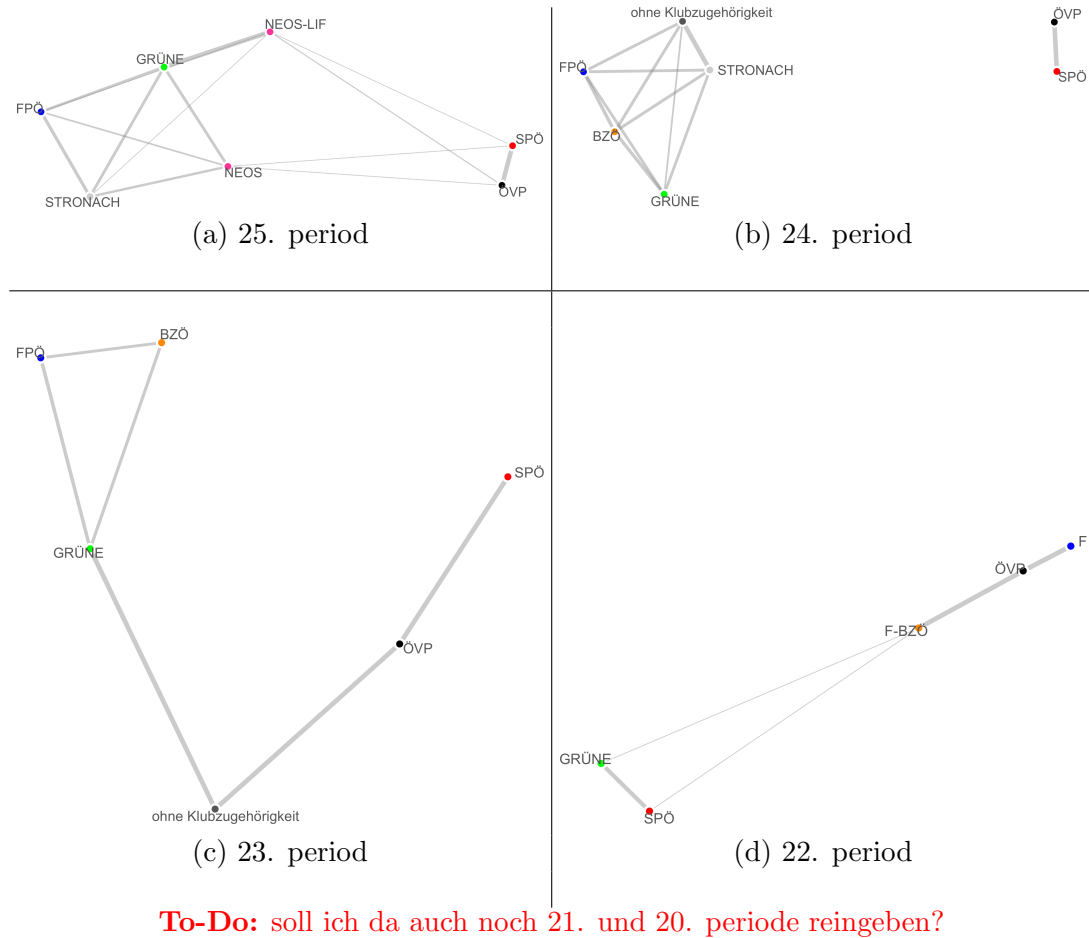 NEOS-LIF
GRÜNE
FPÖ
SPÖ
NEOS
ÖVP
STRONACH
(a) 25. period
ohne Klubzugehörigkeit
ÖVP
STRONACH
FPÖ
SPÖ
BZÖ
GRÜNE
(b) 24. period
BZÖ
FPÖ
SPÖ
GRÜNE
ÖVP
ohne Klubzugehörigkeit
(c) 23. period
F
ÖVP
F-BZÖ
GRÜNE
SPÖ
(d) 22. period
To-Do: soll ich da auch noch 21. und 20. periode reingeben?